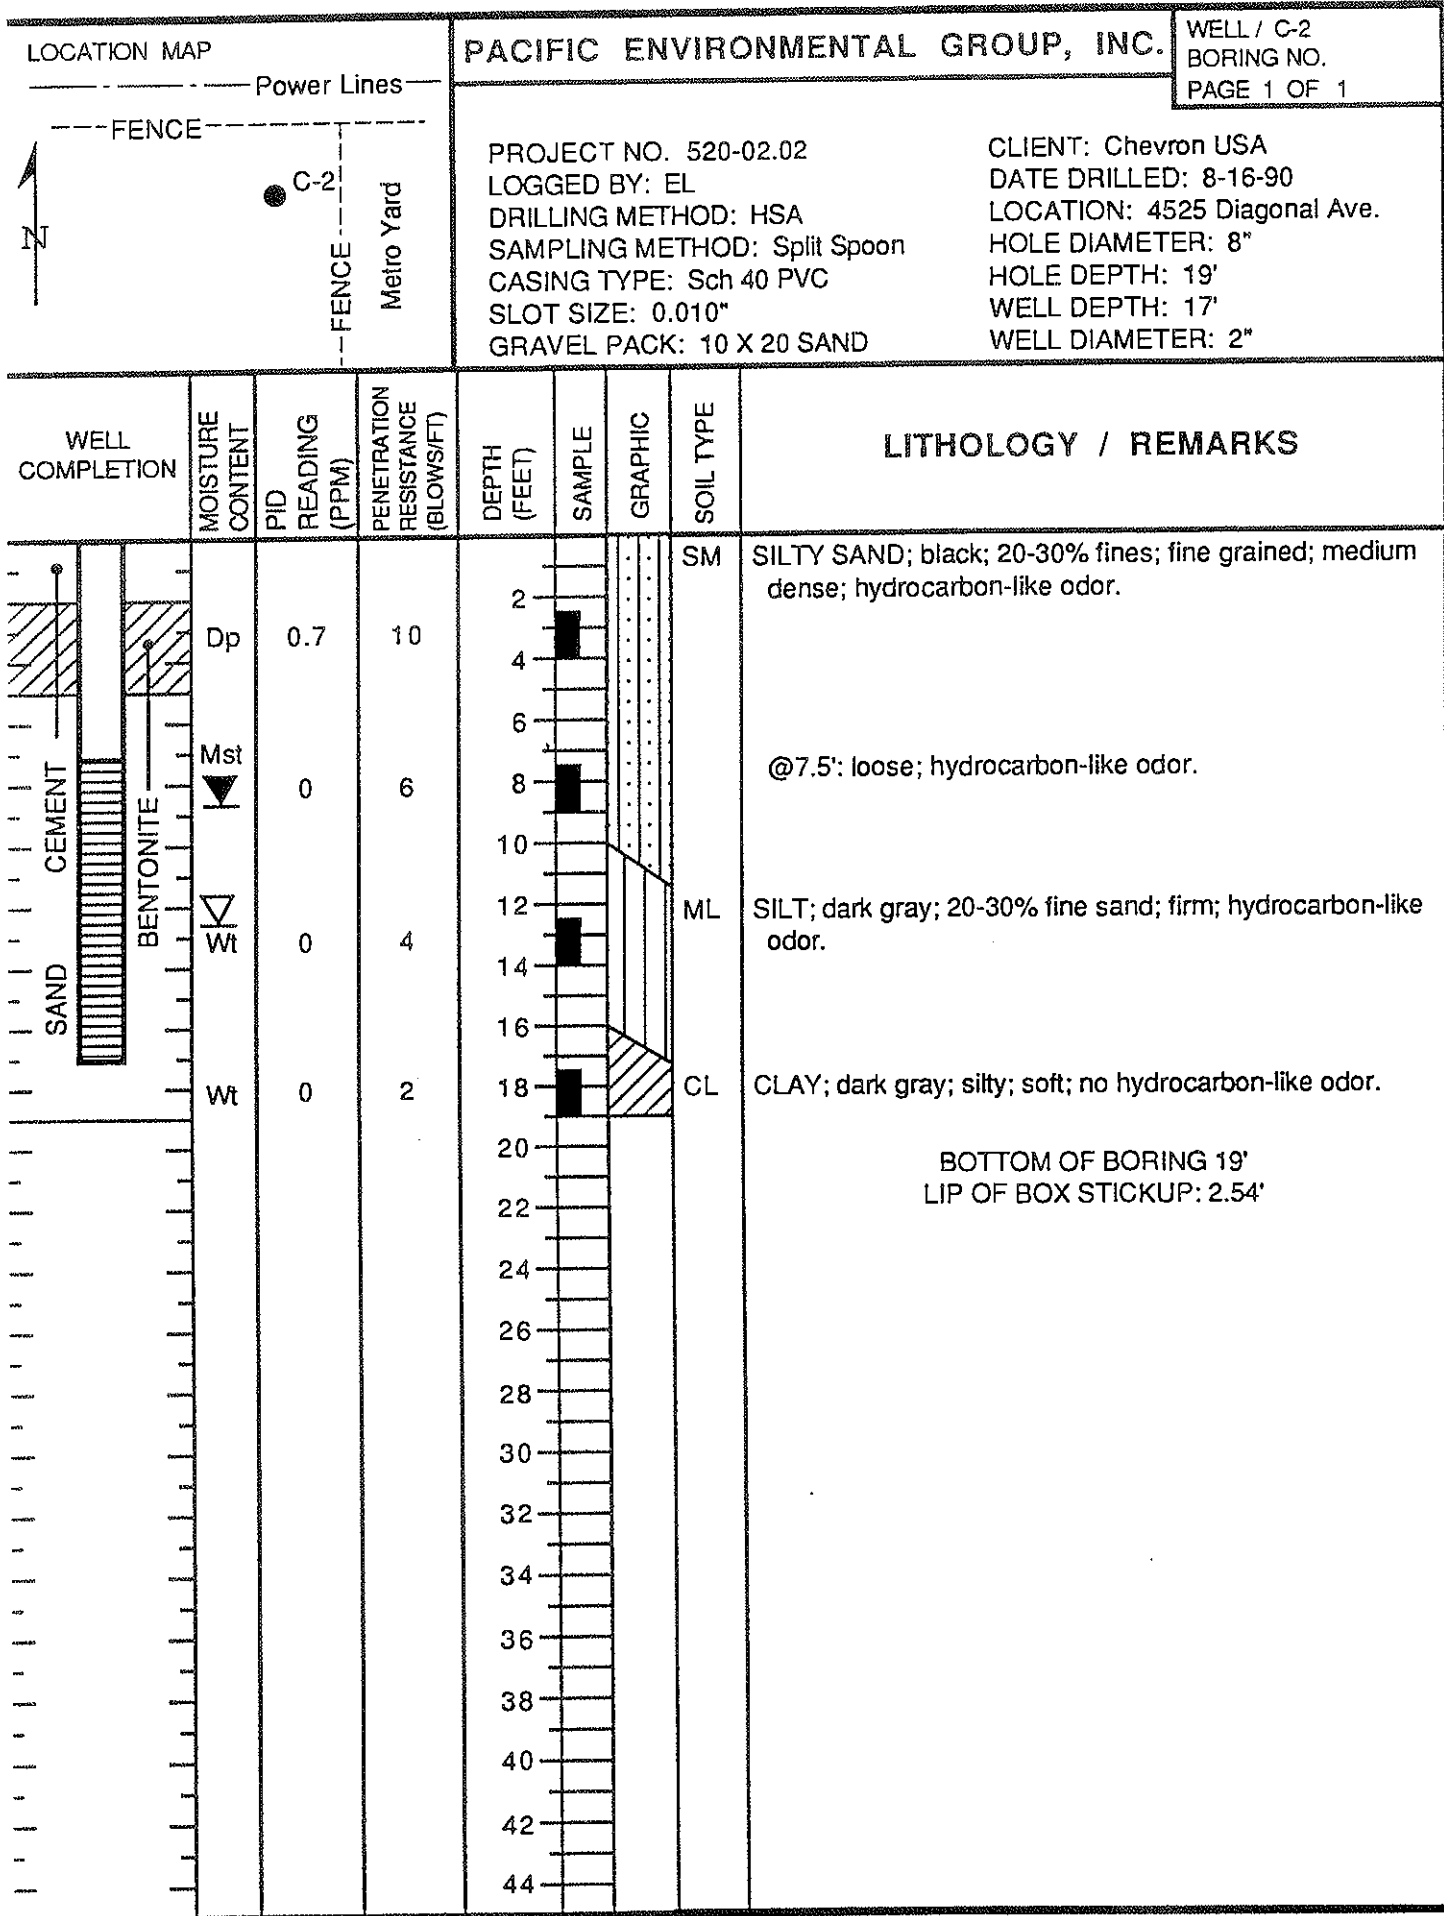 LOCATION MAP
Power Lines
FENCE
C-2
FENCE
Metro Yard
N
PACIFIC ENVIRONMENTAL GROUP, INC.
WELL / C-2
BORING NO.
PAGE 1 OF 1
PROJECT NO. 520-02.02
LOGGED BY: EL
DRILLING METHOD: HSA
SAMPLING METHOD: Split Spoon
CASING TYPE: Sch 40 PVC
SLOT SIZE: 0.010"
GRAVEL PACK: 10 X 20 SAND
CLIENT: Chevron USA
DATE DRILLED: 8-16-90
LOCATION: 4525 Diagonal Ave.
HOLE DIAMETER: 8"
HOLE DEPTH: 19'
WELL DEPTH: 17'
WELL DIAMETER: 2"
WELL
COMPLETION
MOISTURE
CONTENT
PID
READING
(PPM)
PENETRATION
RESISTANCE
(BLOWS/FT)
DEPTH
(FEET)
SAMPLE
GRAPHIC
SOIL TYPE
LITHOLOGY / REMARKS
SM SILTY SAND; black; 20-30% fines; fine grained; medium
dense; hydrocarbon-like odor.
2
Dp 0.7 10
4
6
Mst
@7.5': loose; hydrocarbon-like odor.
0 6 8
CEMENT
BENTONITE
SAND
10
12 ML SILT; dark gray; 20-30% fine sand; firm; hydrocarbon-like
odor.
Wt 0 4
14
16
Wt 0 2 18 CL CLAY; dark gray; silty; soft; no hydrocarbon-like odor.
20
BOTTOM OF BORING 19'
LIP OF BOX STICKUP: 2.54'
22
24
26
28
30
32
34
36
38
40
42
44